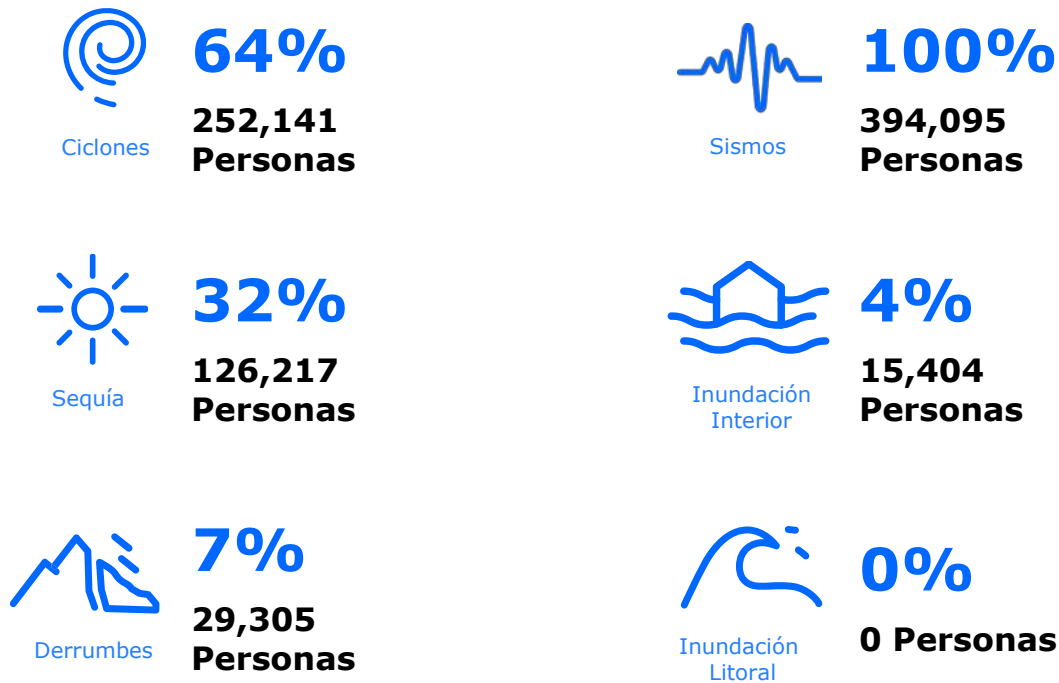 64%
252,141
Personas
Ciclones
100%
394,095
Personas
Sismos
32%
126,217
Personas
Sequía
4%
15,404
Personas
Inundación
Interior
7%
29,305
Personas
Derrumbes
0%
0 Personas
Inundación
Litoral